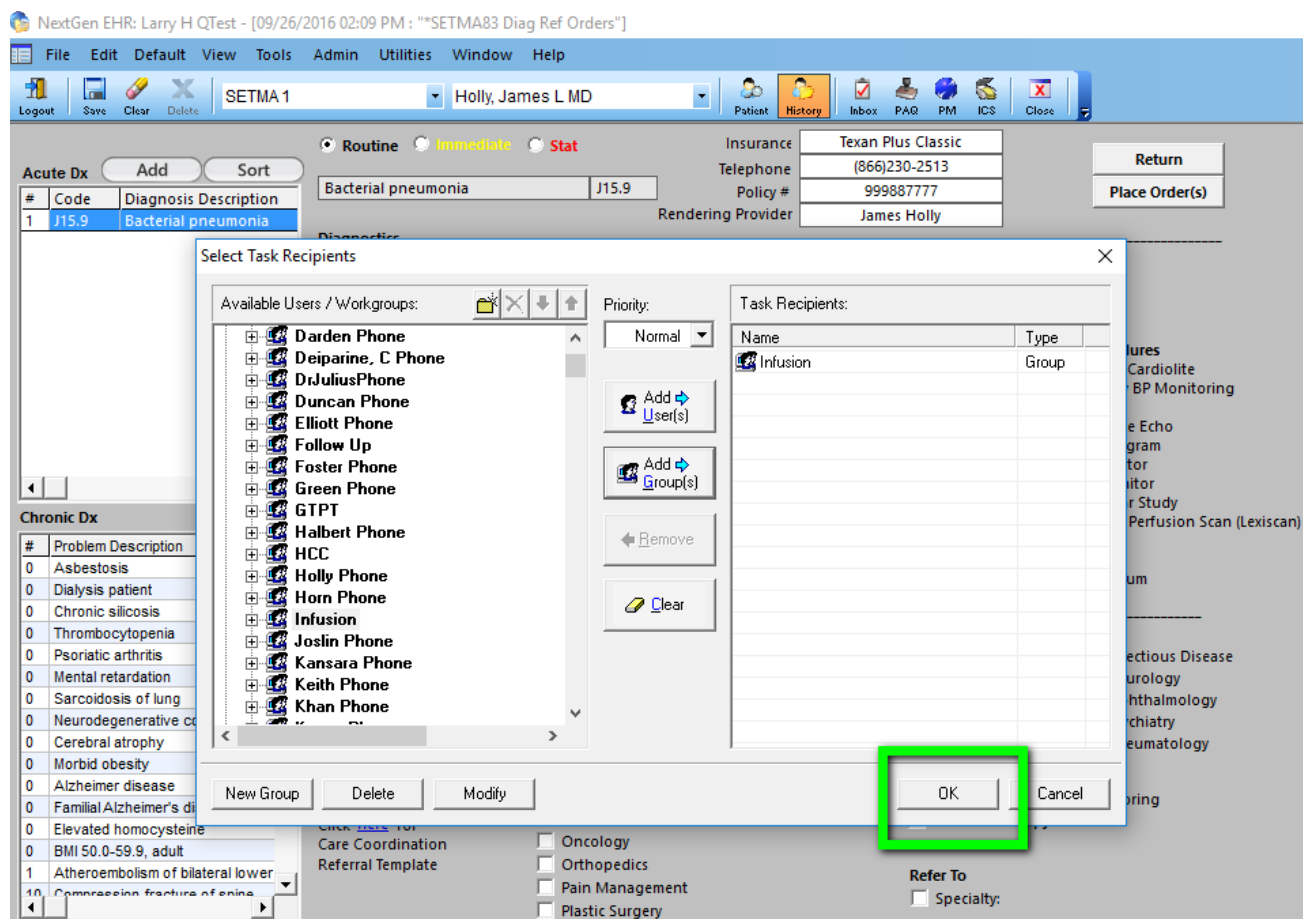 NextGen EHR: Larry H QTest - [09/26/2016 02:09 PM : "*SETMA83 Diag Ref Orders"]
File Edit Default View Tools Admin Utilities Window Help
SETMA 1
Holly, James L MD
Logout Save Clear Delete Patient History Inbox PAQ PM ICS Close
Acute Dx Add Sort
# Code Diagnosis Description
1 J15.9 Bacterial pneumonia
Routine Immediate Stat
Bacterial pneumonia J15.9
Insurance Texan Plus Classic
Telephone (866)230-2513
Policy # 999887777
Rendering Provider James Holly
Return
Place Order(s)
Diagnostics
Select Task Recipients
Available Users / Workgroups:
Darden Phone
Deiparine, C Phone
DrJuliusPhone
Duncan Phone
Elliott Phone
Follow Up
Foster Phone
Green Phone
GTPT
Halbert Phone
HCC
Holly Phone
Horn Phone
Infusion
Joslin Phone
Kansara Phone
Keith Phone
Khan Phone
Priority:
Normal
Add
User(s)
Add
Group(s)
Remove
Clear
Task Recipients:
Name Type
Infusion Group
New Group Delete Modify OK Cancel
Chronic Dx
# Problem Description
0 Asbestosis
0 Dialysis patient
0 Chronic silicosis
0 Thrombocytopenia
0 Psoriatic arthritis
0 Mental retardation
0 Sarcoidosis of lung
0 Neurodegenerative
0 Cerebral atrophy
0 Morbid obesity
0 Alzheimer disease
0 Familial Alzheimer's di
0 Elevated homocysteine
0 BMI 50.0-59.9, adult
1 Atheroembolism of bilateral lower
10 Compression fracture of spine
ures
Cardiolite
BP Monitoring
e Echo
gram
tor
itor
r Study
Perfusion Scan (Lexiscan)
um
ectious Disease
urology
hthalmology
ychiatry
eumatology
oring
Click Here For
Care Coordination
Referral Template
Oncology
Orthopedics
Pain Management
Plastic Surgery
Refer To
Specialty: